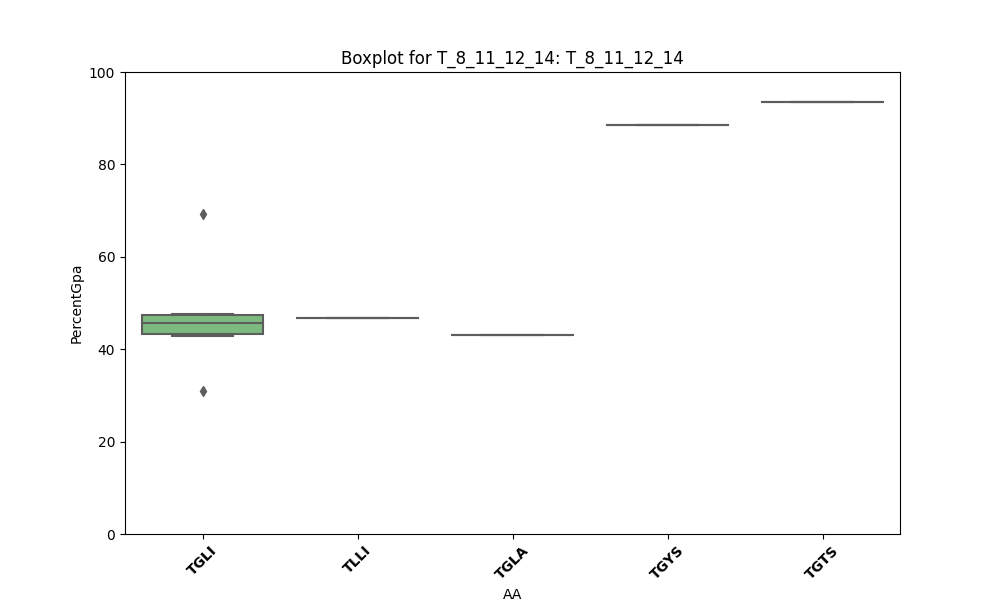 Boxplot for T_8_11_12_14: T_8_11_12_14
100
80
60
40
20
0
PercentGpa
TGLI
TLLI
TGLA
TGYS
TGTS
AA